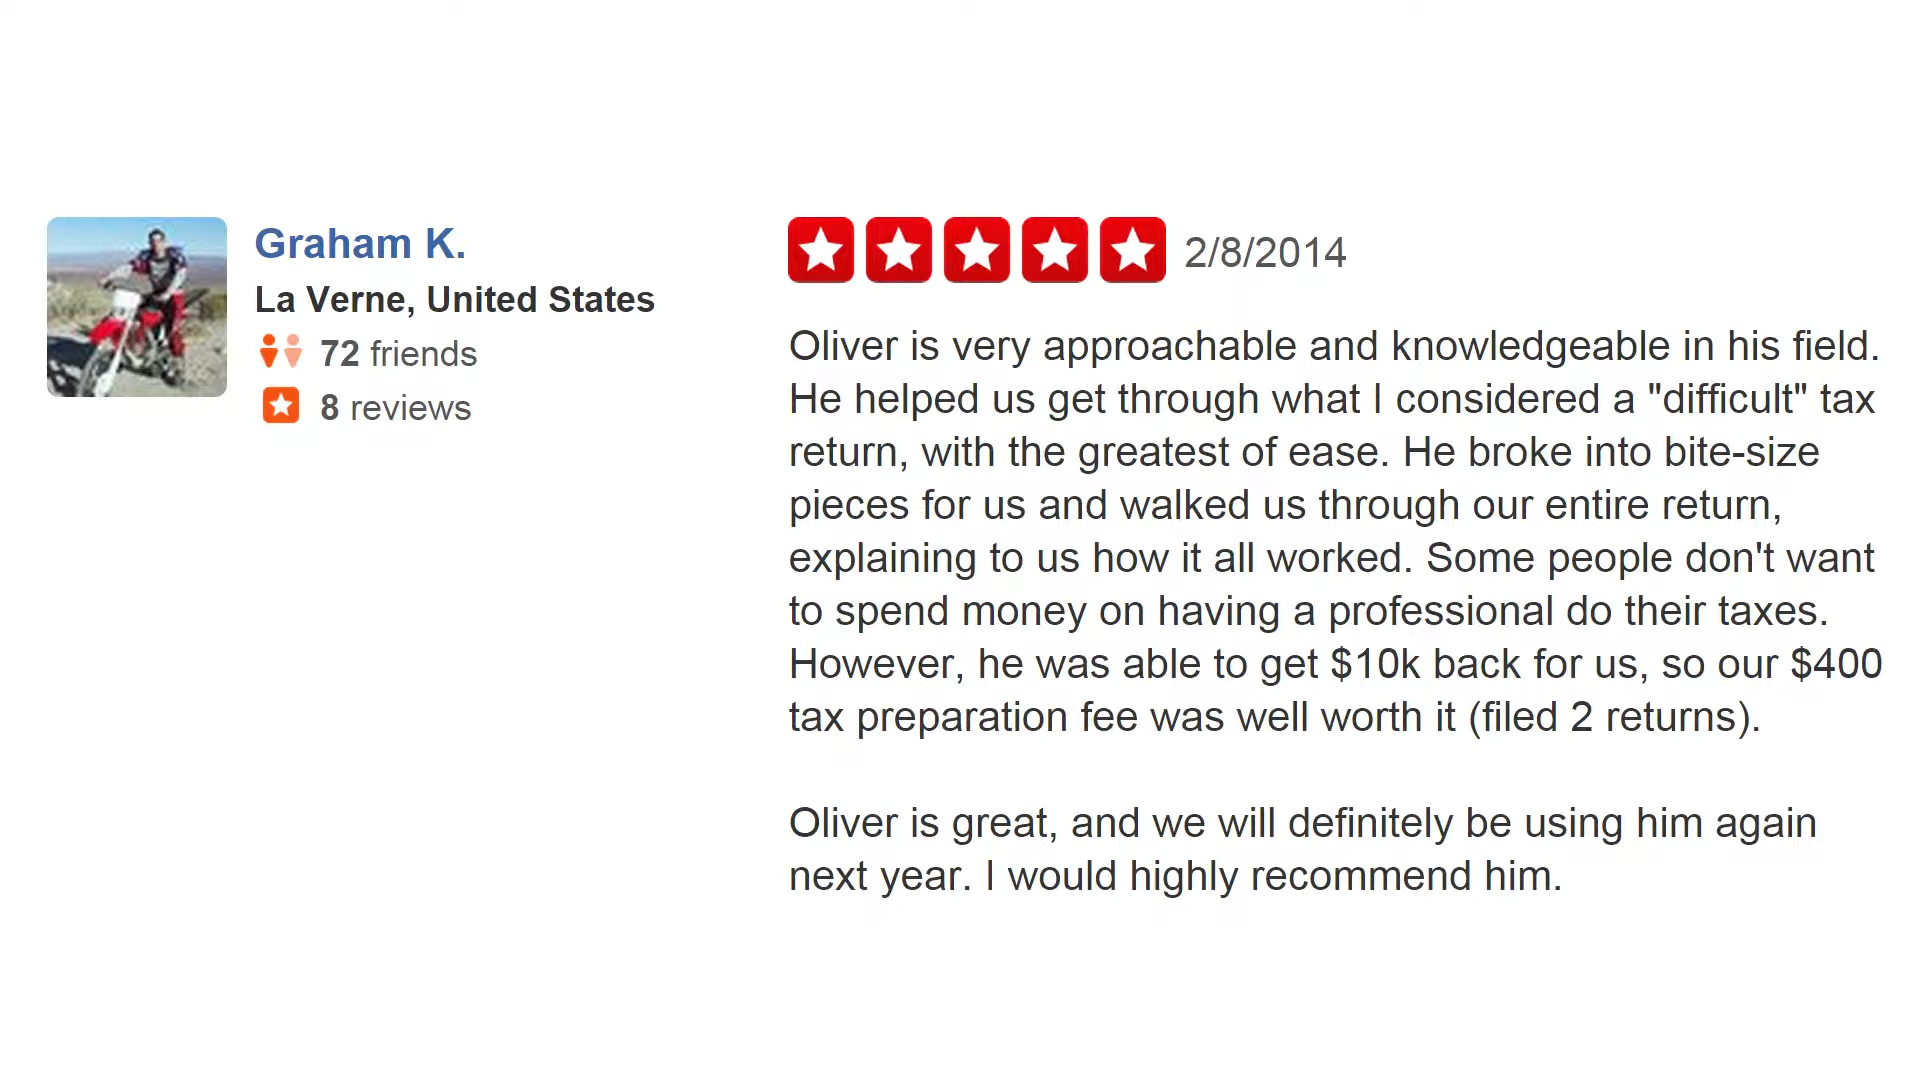 Graham K.
La Verne, United States
72 friends
8 reviews
2/8/2014
Oliver is very approachable and knowledgeable in his field.
He helped us get through what I considered a "difficult" tax
return, with the greatest of ease. He broke into bite-size
pieces for us and walked us through our entire return,
explaining to us how it all worked. Some people don't want
to spend money on having a professional do their taxes.
However, he was able to get $10k back for us, so our $400
tax preparation fee was well worth it (filed 2 returns).
Oliver is great, and we will definitely be using him again
next year. I would highly recommend him.